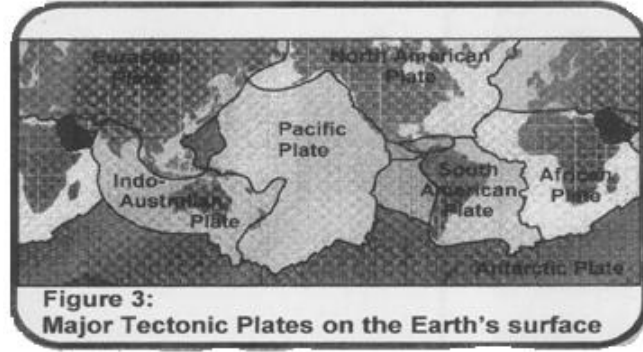 Eurasian
Plate
North American
Plate
Pacific
Plate
Indo-
Australian
Plate
South
American
Plate
African
Plate
Antarctic Plate
Figure 3:
Major Tectonic Plates on the Earth's surface